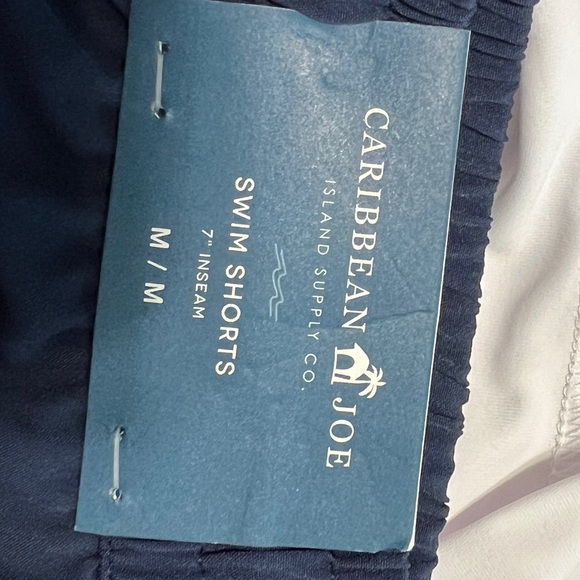 CARIBBEAN JOE
ISLAND SUPPLY CO.
SWIM SHORTS
7" INSEAM
M / M